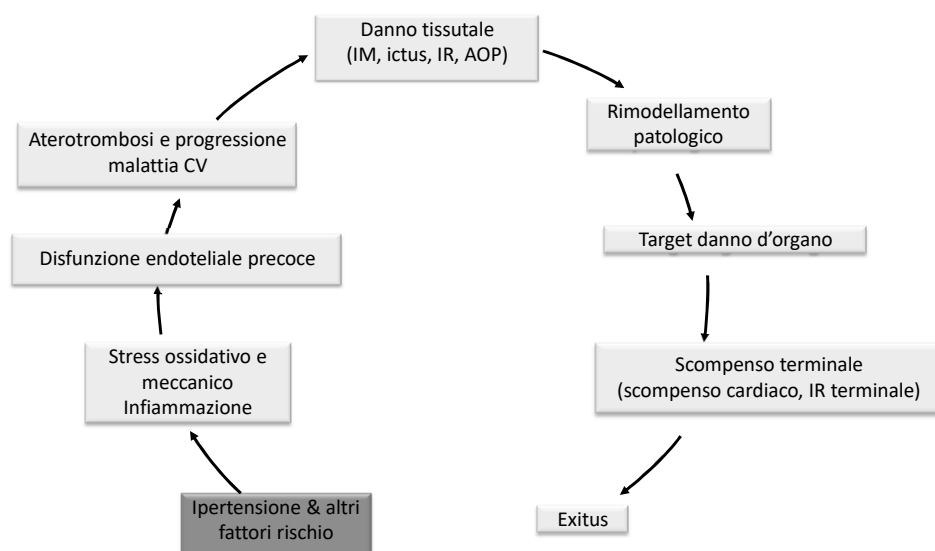 Danno tissutale
(IM, ictus, IR, AOP)
Rimodellamento
patologico
Aterotrombosi e progressione
malattia CV
Target danno d’organo
Disfunzione endoteliale precoce
Stress ossidativo e
meccanico
Infiammazione
Scompenso terminale
(scompenso cardiaco, IR terminale)
Ipertensione & altri
fattori rischio
Exitus